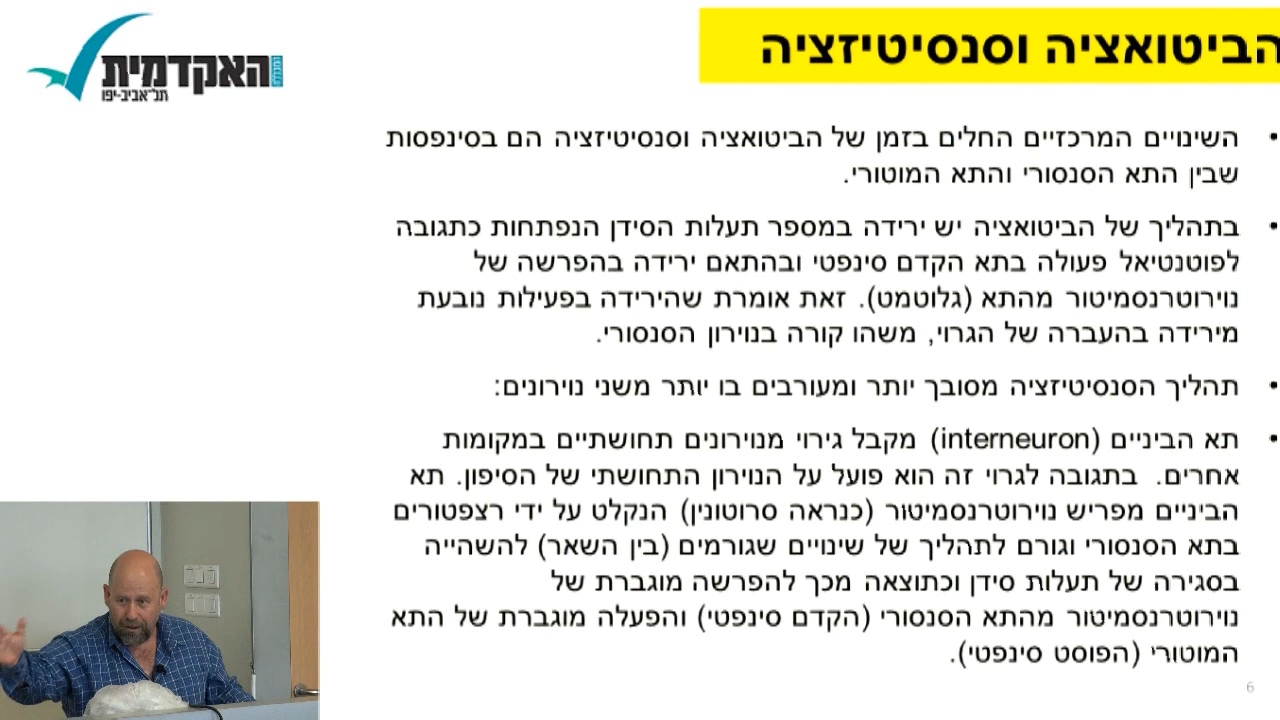 הביטואציה וסנסיטיזציה
האקדמית
תל־אביב-יפו
• השינויים המרכזיים החלים בזמן של הביטואציה וסנסיטיזציה הם בסינפסות
שבין התא הסנסורי והתא המוטורי.
• בתהליך של הביטואציה יש ירידה במספר תעלות הסידן הנפתחות כתגובה
לפוטנטיאל פעולה בתא הקדם סינפטי ובהתאם ירידה בהפרשה של
נוירוטרנסמיטור מהתא (גלוטמט). זאת אומרת שהירידה בפעילות נובעת
מירידה בהעברה של הגרוי, משהו קורה בנוירון הסנסורי.
• תהליך הסנסיטיזציה מסובך יותר ומעורבים בו יותר משני נוירונים:
• תא הביניים (interneuron) מקבל גירוי מנוירונים תחושתיים במקומות
אחרים. בתגובה לגרוי זה הוא פועל על הנוירון התחושתי של הסיפון. תא
הביניים מפריש נוירוטרנסמיטור (כנראה סרוטונין) הנקלט על ידי רצפטורים
בתא הסנסורי וגורם לתהליך של שינויים שגורמים (בין השאר) להשהייה
בסגירה של תעלות סידן וכתוצאה מכך להפרשה מוגברת של
נוירוטרנסמיטור מהתא הסנסורי (הקדם סינפטי) והפעלה מוגברת של התא
המוטורי (הפוסט סינפטי).
6